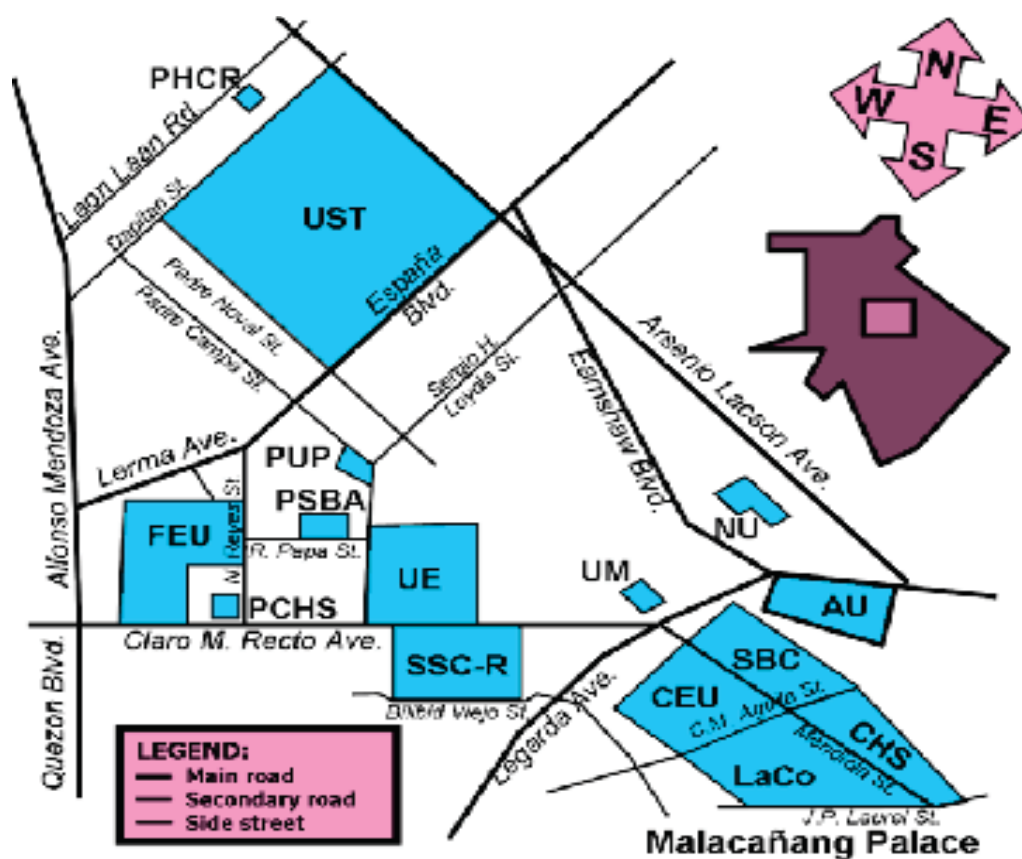 PHCR
N
W
E
S
Laon Laan Rd.
Dapitan St.
UST
España
Blvd.
Padre Noval St.
Padre Campa St.
Sergio H.
Loyola St.
Alfonso Mendoza Ave.
Earnshaw Blvd.
Arsenio Lacson Ave.
Lerma Ave.
PUP
PSBA
FEU
N. Reyes St.
R. Papa St.
UE
NU
UM
PCHS
Claro M. Recto Ave.
AU
SSC-R
SBC
CEU
Bilibid Viejo St.
Quezon Blvd.
Legarda Ave.
C.M. Aguila St.
CHS
Mendiola St.
LaCo
LEGEND:
Main road
Secondary road
Side street
J.P. Laurel St.
Malacañang Palace